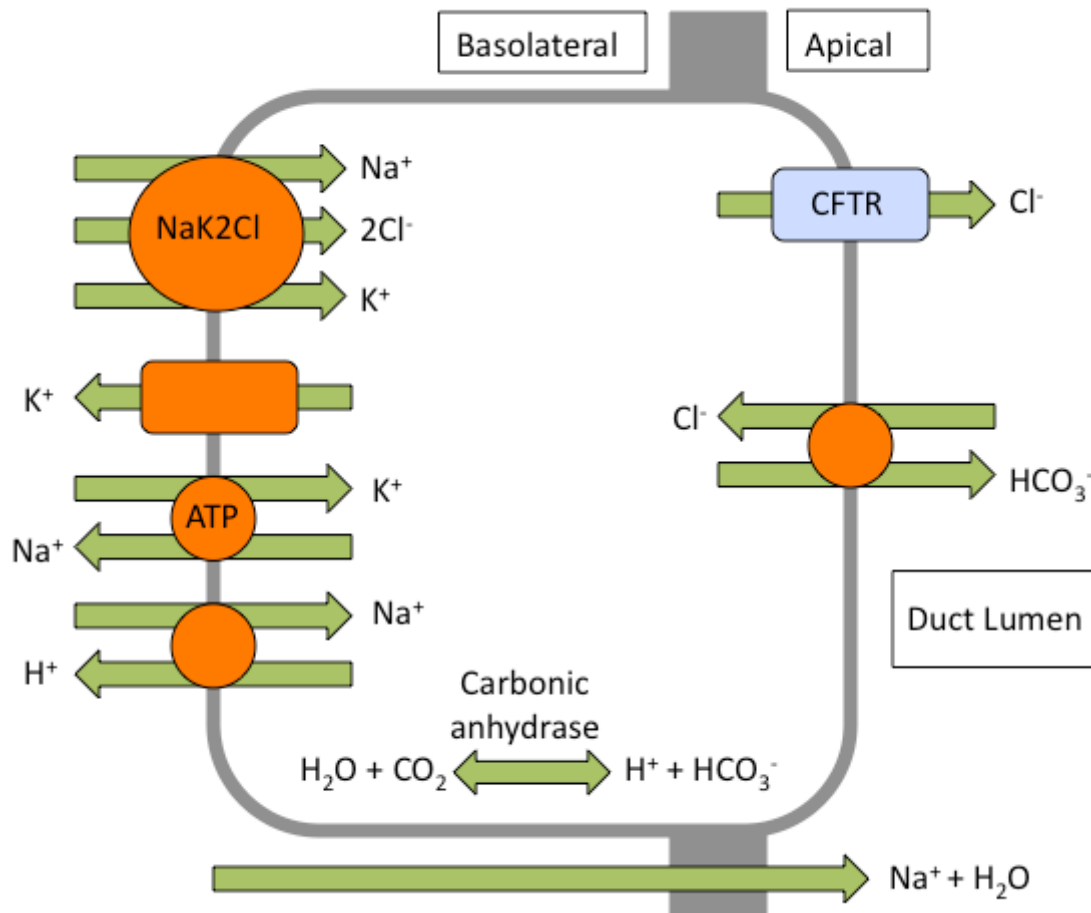 Basolateral
Apical
Na⁺
NaK2Cl
2Cl⁻
K⁺
CFTR
Cl⁻
K⁺
Cl⁻
HCO₃⁻
K⁺
ATP
Na⁺
Na⁺
H⁺
Duct Lumen
Carbonic
anhydrase
H₂O + CO₂
H⁺ + HCO₃⁻
Na⁺ + H₂O